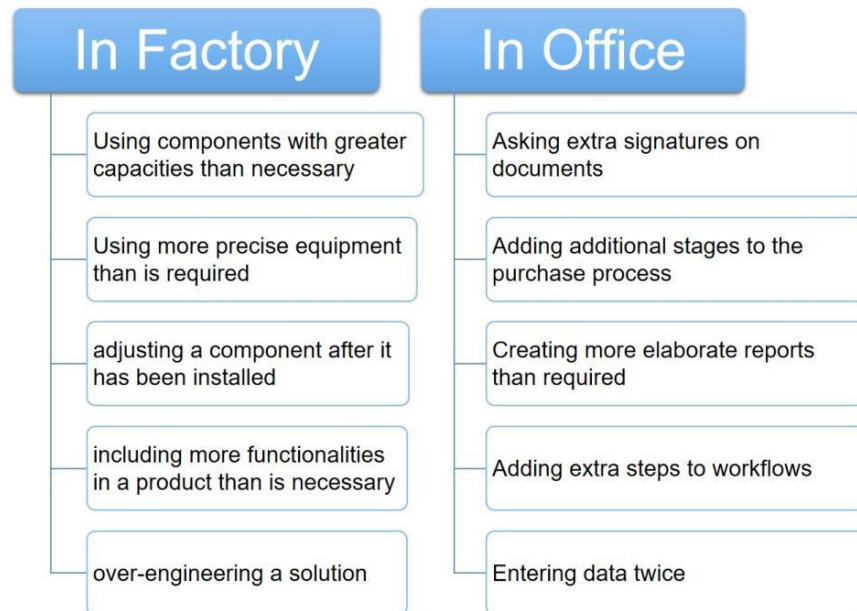 In Factory
Using components with greater
capacities than necessary
Using more precise equipment
than is required
adjusting a component after it
has been installed
including more functionalities
in a product than is necessary
over-engineering a solution
In Office
Asking extra signatures on
documents
Adding additional stages to the
purchase process
Creating more elaborate reports
than required
Adding extra steps to workflows
Entering data twice